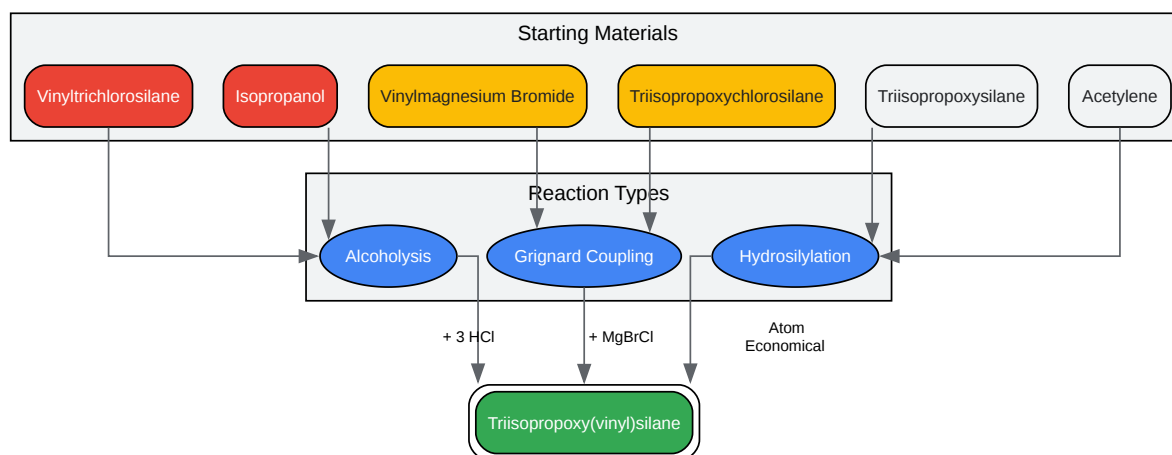 Starting Materials
Vinyltrichlorosilane
Isopropanol
Vinylmagnesium Bromide
Triisopropoxychlorosilane
Triisopropoxysilane
Acetylene
Reaction Types
Alcoholysis
Grignard Coupling
Hydrosilylation
+ 3 HCl
+ MgBrCl
Atom
Economical
Triisopropoxy(vinyl)silane